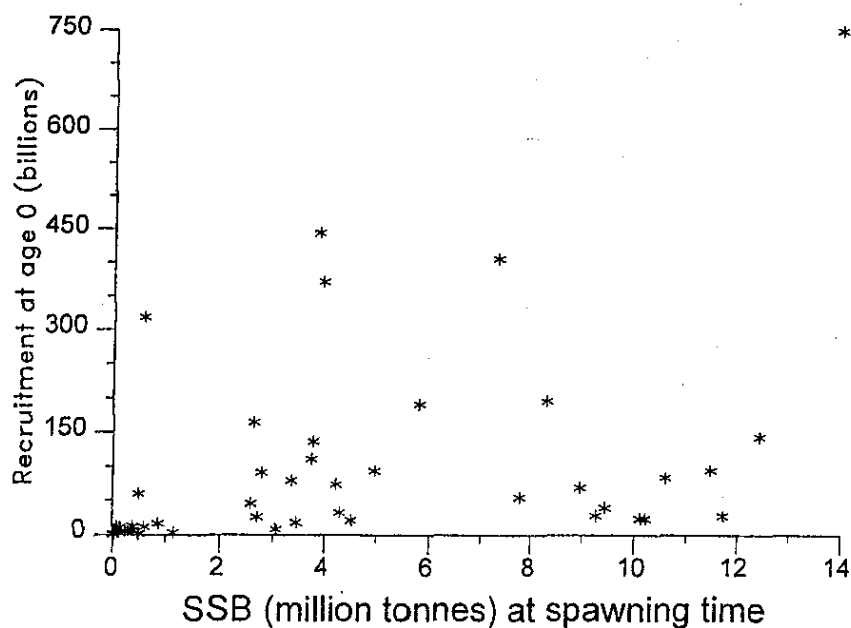 Recruitment at age 0 (billions)
750
600
450
300
150
0
0 2 4 6 8 10 12 14
SSB (million tonnes) at spawning time